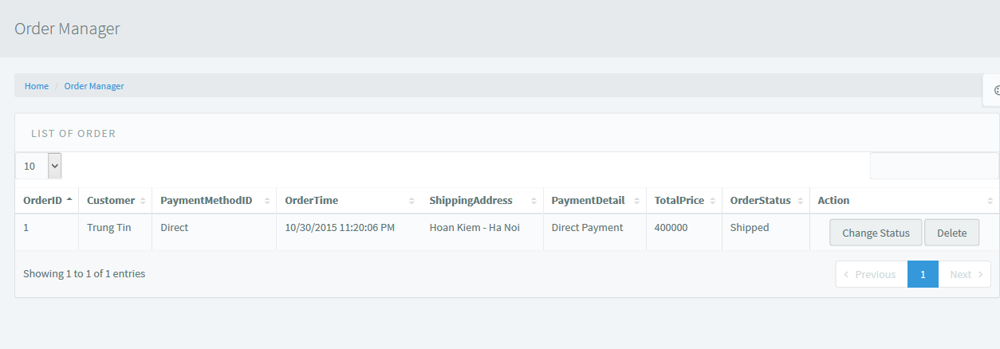 Order Manager
Home / Order Manager
LIST OF ORDER
10
OrderID Customer PaymentMethodID OrderTime ShippingAddress PaymentDetail TotalPrice OrderStatus Action
1 Trung Tin Direct 10/30/2015 11:20:06 PM Hoan Kiem - Ha Noi Direct Payment 400000 Shipped Change Status Delete
Showing 1 to 1 of 1 entries Previous 1 Next